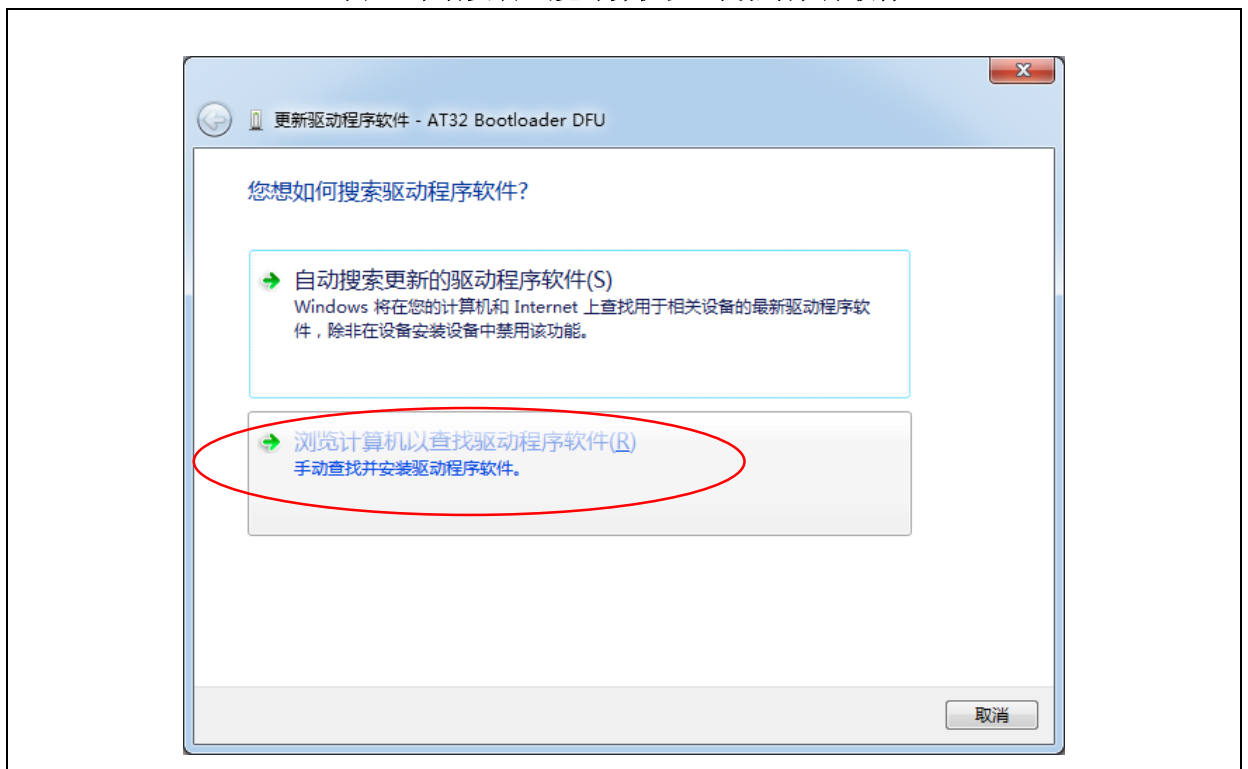 更新驱动程序软件 - AT32 Bootloader DFU
您想如何搜索驱动程序软件?
自动搜索更新的驱动程序软件(S)
Windows 将在您的计算机和 Internet 上查找用于相关设备的最新驱动程序软
件，除非在设备安装设备中禁用该功能。
浏览计算机以查找驱动程序软件(R)
手动查找并安装驱动程序软件。
取消